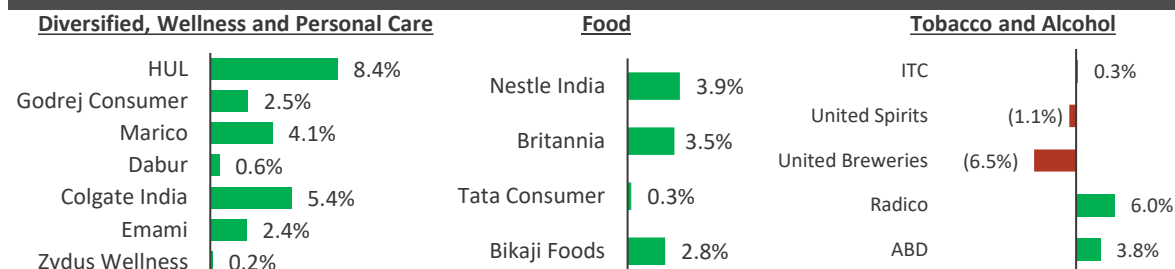 Diversified, Wellness and Personal Care
HUL 8.4%
Godrej Consumer 2.5%
Marico 4.1%
Dabur 0.6%
Colgate India 5.4%
Emami 2.4%
Zydus Wellness 0.2%
Food
Nestle India 3.9%
Britannia 3.5%
Tata Consumer 0.3%
Bikaji Foods 2.8%
Tobacco and Alcohol
ITC 0.3%
United Spirits (1.1%)
United Breweries (6.5%)
Radico 6.0%
ABD 3.8%